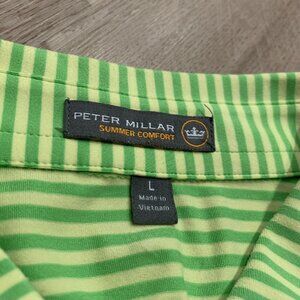 PETER MILLAR
SUMMER COMFORT
L
Made in
Vietnam